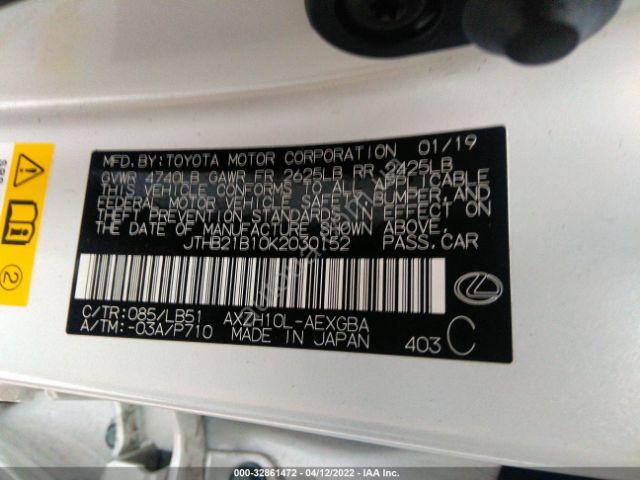 MFD. BY: TOYOTA MOTOR CORPORATION 01/19
GVWR 4740LB GAWR FR 2625LB RR 2425LB
THIS VEHICLE CONFORMS TO ALL APPLICABLE
FEDERAL MOTOR VEHICLE SAFETY, BUMPER, AND
THEFT PREVENTION STANDARDS IN EFFECT ON
THE DATE OF MANUFACTURE SHOWN ABOVE.
JTHB21B10K2030152 PASS. CAR
C/TR: 085/LB51 AXZH10L-AEXGBA
A/TM: -03A/P710 MADE IN JAPAN 403 C
SRS
2
000-32861472 - 04/12/2022 - IAA Inc.